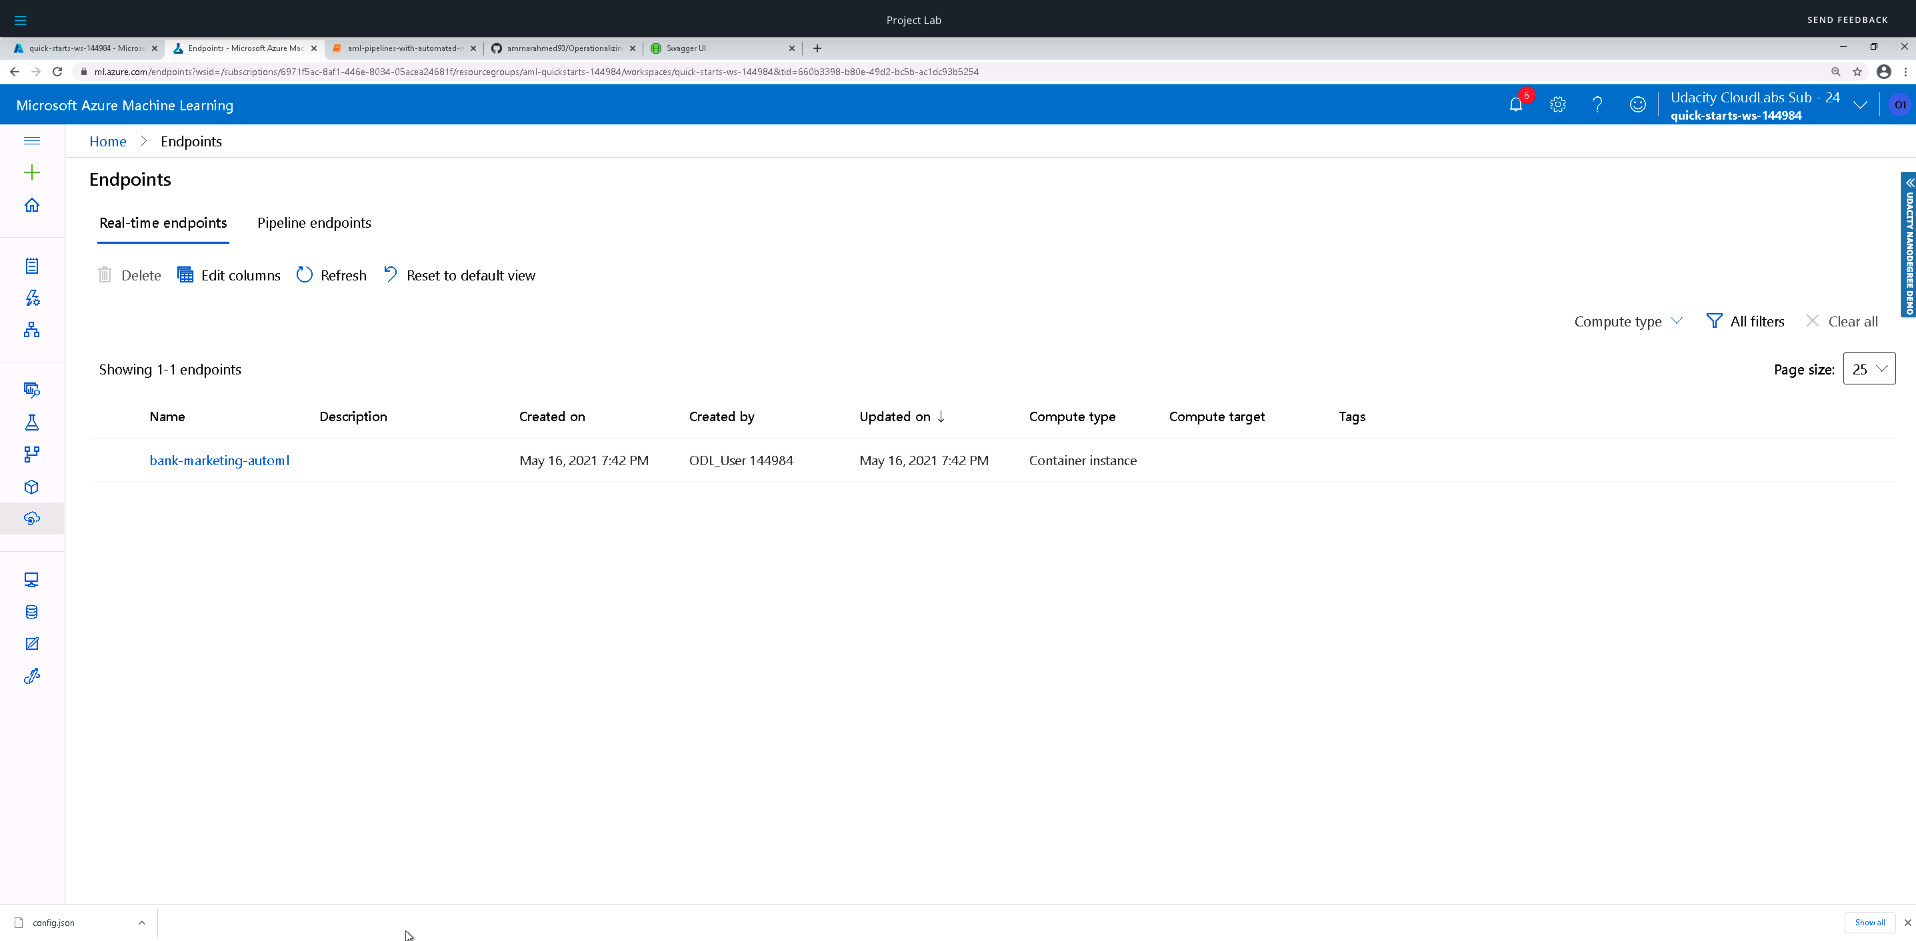 Project Lab
SEND FEEDBACK
quick-starts-ws-144984 - Microso
Endpoints - Microsoft Azure Mac
aml-pipelines-with-automated-m
ammarahmed93/Operationalizin
Swagger UI
ml.azure.com/endpoints?wsid=/subscriptions/6971f5ac-8af1-446e-8034-05acea24681f/resourcegroups/aml-quickstarts-144984/workspaces/quick-starts-ws-144984&tid=660b3398-b80e-49d2-bc5b-ac1dc93b5254
Microsoft Azure Machine Learning
6
Udacity CloudLabs Sub - 24
quick-starts-ws-144984
O1
Home > Endpoints
Endpoints
UDACITY NANODEGREE DEMO
Real-time endpoints
Pipeline endpoints
Delete
Edit columns
Refresh
Reset to default view
Compute type
All filters
Clear all
Showing 1-1 endpoints
Page size: 25
Name Description Created on Created by Updated on ↓ Compute type Compute target Tags
bank-marketing-automl May 16, 2021 7:42 PM ODL_User 144984 May 16, 2021 7:42 PM Container instance
config.json
Show all